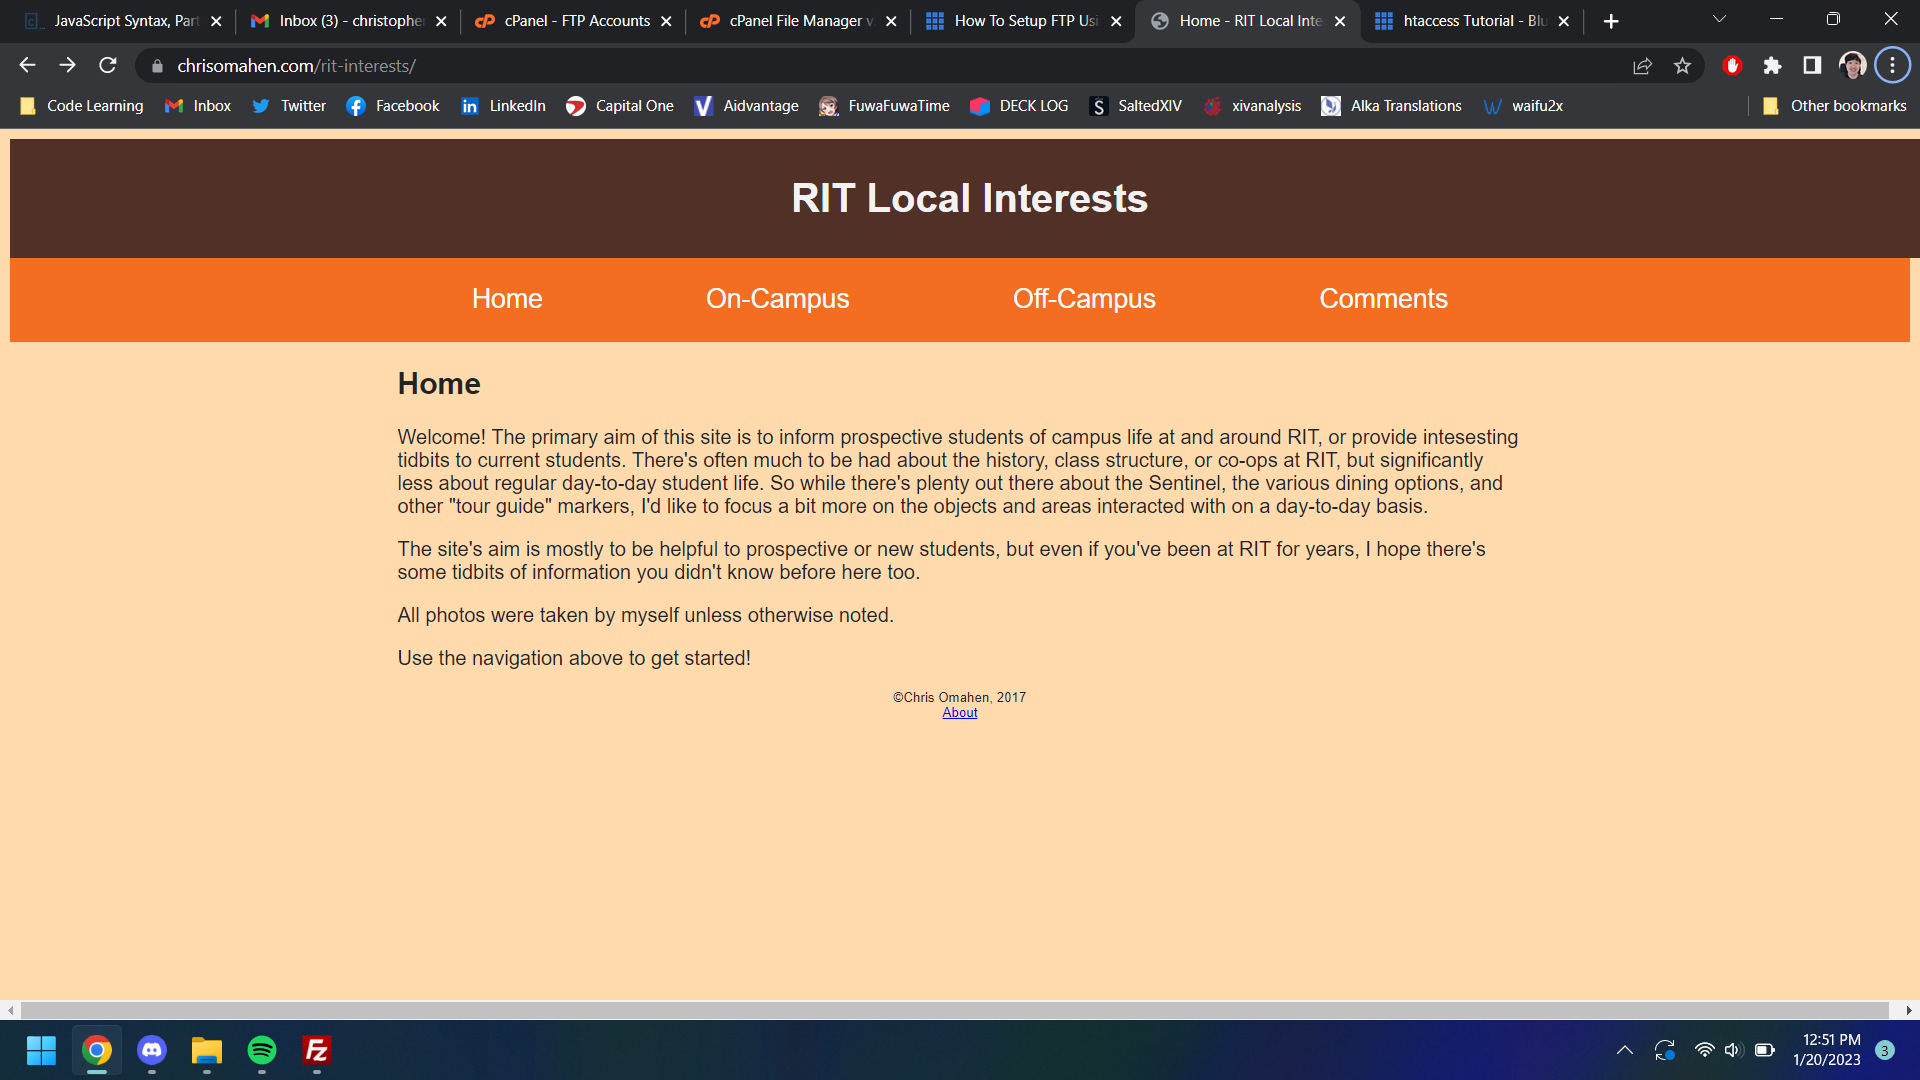 JavaScript Syntax, Part
Inbox (3) - christopher
cPanel - FTP Accounts
cPanel File Manager v
How To Setup FTP Usi
Home - RIT Local Inte
htaccess Tutorial - Blu
chrisomahen.com/rit-interests/
Code Learning
Inbox
Twitter
Facebook
LinkedIn
Capital One
Aidvantage
FuwaFuwaTime
DECK LOG
SaltedXIV
xivanalysis
Alka Translations
waifu2x
Other bookmarks
RIT Local Interests
Home
On-Campus
Off-Campus
Comments
Home
Welcome! The primary aim of this site is to inform prospective students of campus life at and around RIT, or provide intesesting
tidbits to current students. There's often much to be had about the history, class structure, or co-ops at RIT, but significantly
less about regular day-to-day student life. So while there's plenty out there about the Sentinel, the various dining options, and
other "tour guide" markers, I'd like to focus a bit more on the objects and areas interacted with on a day-to-day basis.
The site's aim is mostly to be helpful to prospective or new students, but even if you've been at RIT for years, I hope there's
some tidbits of information you didn't know before here too.
All photos were taken by myself unless otherwise noted.
Use the navigation above to get started!
©Chris Omahen, 2017
About
12:51 PM
1/20/2023
3